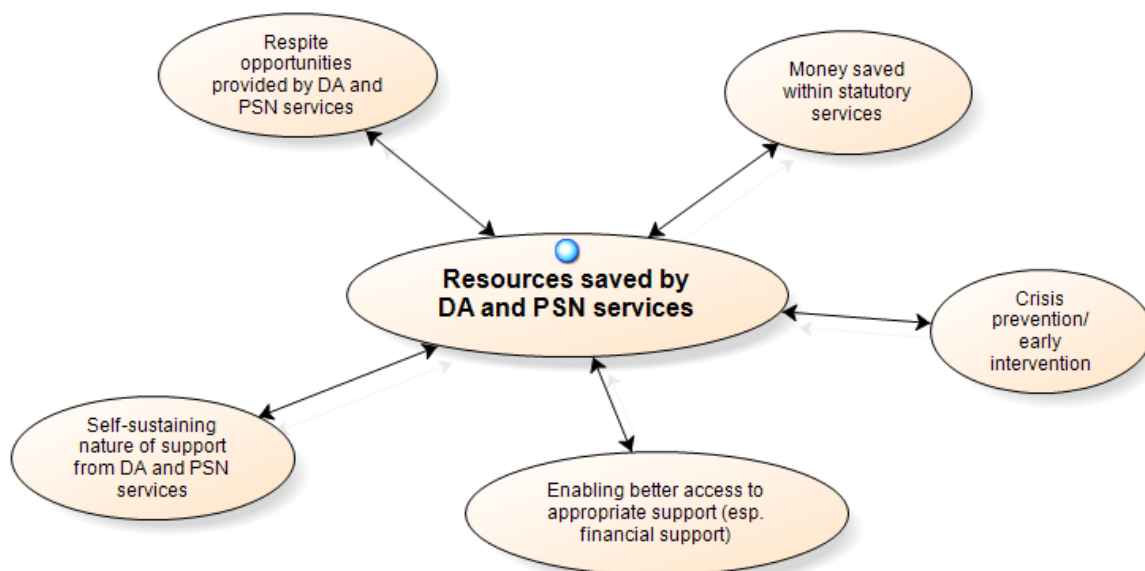 Respite
opportunities
provided by DA and
PSN services
Money saved
within statutory
services
Resources saved by
DA and PSN services
Crisis
prevention/
early
intervention
Self-sustaining
nature of support
from DA and PSN
services
Enabling better access to
appropriate support (esp.
financial support)